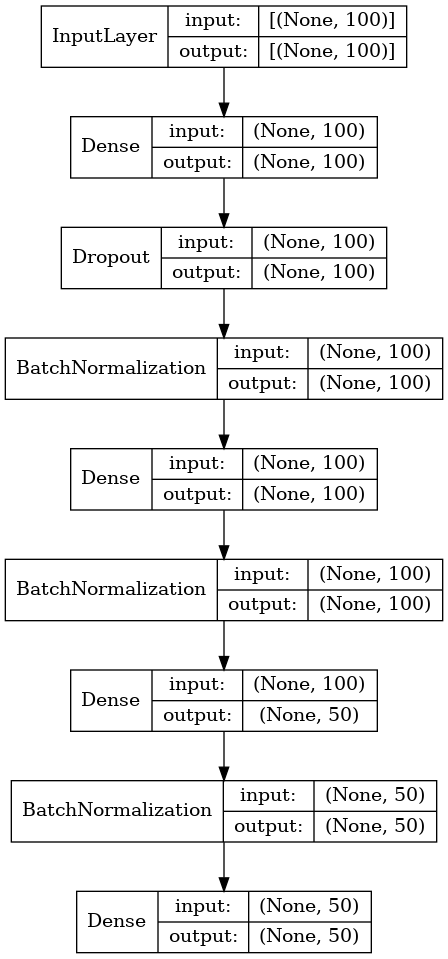 InputLayer
input: [(None, 100)]
output: [(None, 100)]
Dense
input: (None, 100)
output: (None, 100)
Dropout
input: (None, 100)
output: (None, 100)
BatchNormalization
input: (None, 100)
output: (None, 100)
Dense
input: (None, 100)
output: (None, 100)
BatchNormalization
input: (None, 100)
output: (None, 100)
Dense
input: (None, 100)
output: (None, 50)
BatchNormalization
input: (None, 50)
output: (None, 50)
Dense
input: (None, 50)
output: (None, 50)